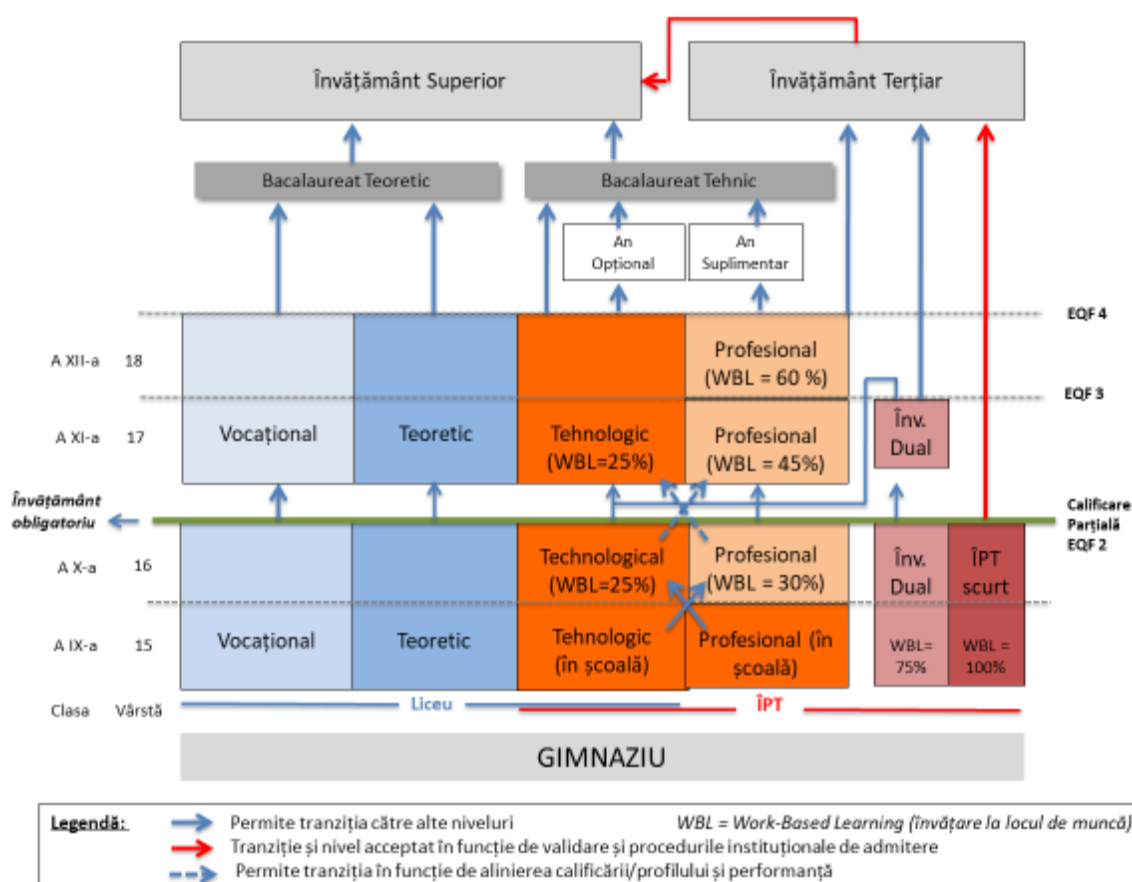 Învățământ Superior
Învățământ Terțiar
Bacalaureat Teoretic
Bacalaureat Tehnic
An
Opțional
An
Suplimentar
EQF 4
A XII-a
18
Profesional
(WBL = 60 %)
EQF 3
A XI-a
17
Vocațional
Teoretic
Tehnologic
(WBL=25%)
Profesional
(WBL = 45%)
Înv.
Dual
Învățământ
obligatoriu
Calificare
Parțială
EQF 2
A X-a
16
Technological
(WBL=25%)
Profesional
(WBL = 30%)
Înv.
Dual
ÎPT
scurt
A IX-a
15
Vocațional
Teoretic
Tehnologic
(în școală)
Profesional (în
școală)
WBL=
75%
WBL =
100%
Clasa
Vârstă
Liceu
ÎPT
GIMNAZIU
Legendă:
Permite tranziția către alte niveluri
WBL = Work-Based Learning (învățare la locul de muncă)
Tranziție și nivel acceptat în funcție de validare și procedurile instituționale de admitere
Permite tranziția în funcție de alinierea calificării/profilului și performanță